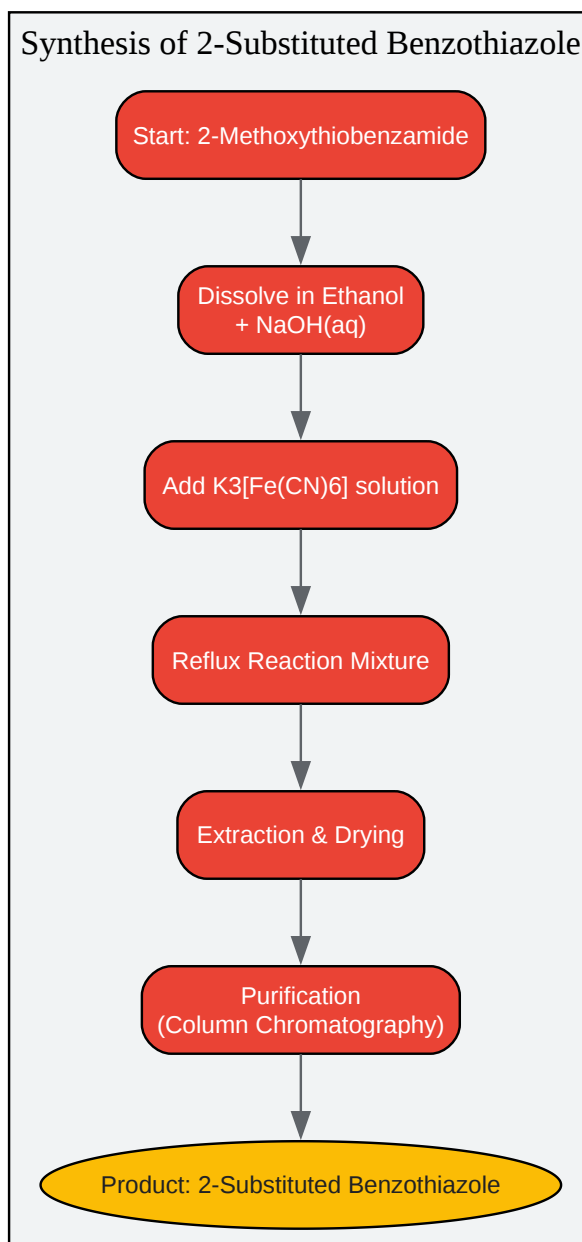 Synthesis of 2-Substituted Benzothiazole
Start: 2-Methoxythiobenzamide
Dissolve in Ethanol
+ NaOH(aq)
Add K3[Fe(CN)6] solution
Reflux Reaction Mixture
Extraction & Drying
Purification
(Column Chromatography)
Product: 2-Substituted Benzothiazole